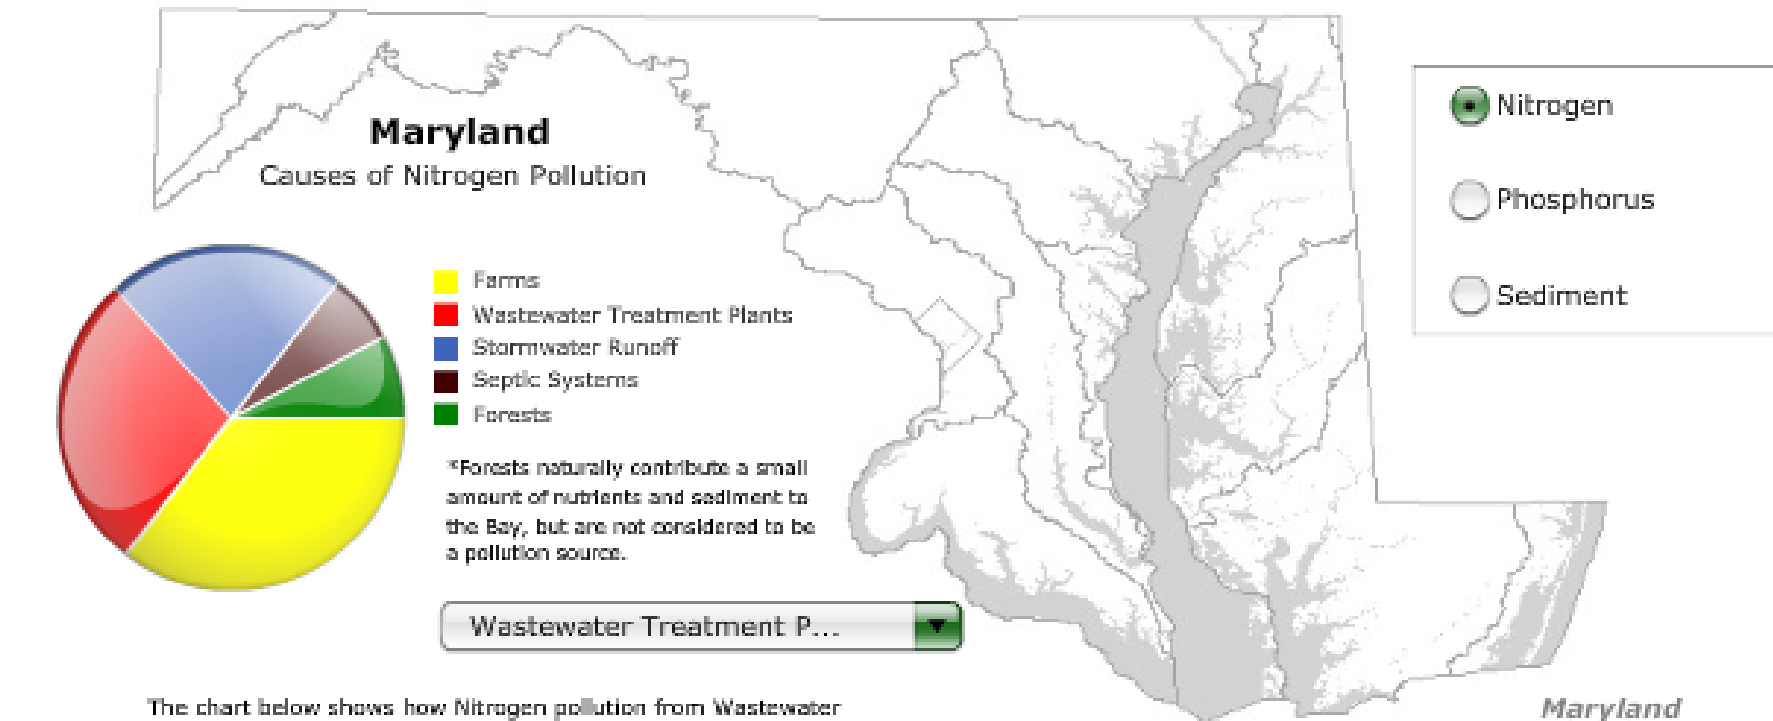 Maryland
Causes of Nitrogen Pollution
Farms
Wastewater Treatment Plants
Stormwater Runoff
Septic Systems
Forests
*Forests naturally contribute a small
amount of nutrients and sediment to
the Bay, but are not considered to be
a pollution source.
Wastewater Treatment P...
The chart below shows how Nitrogen pollution from Wastewater
Nitrogen
Phosphorus
Sediment
Maryland